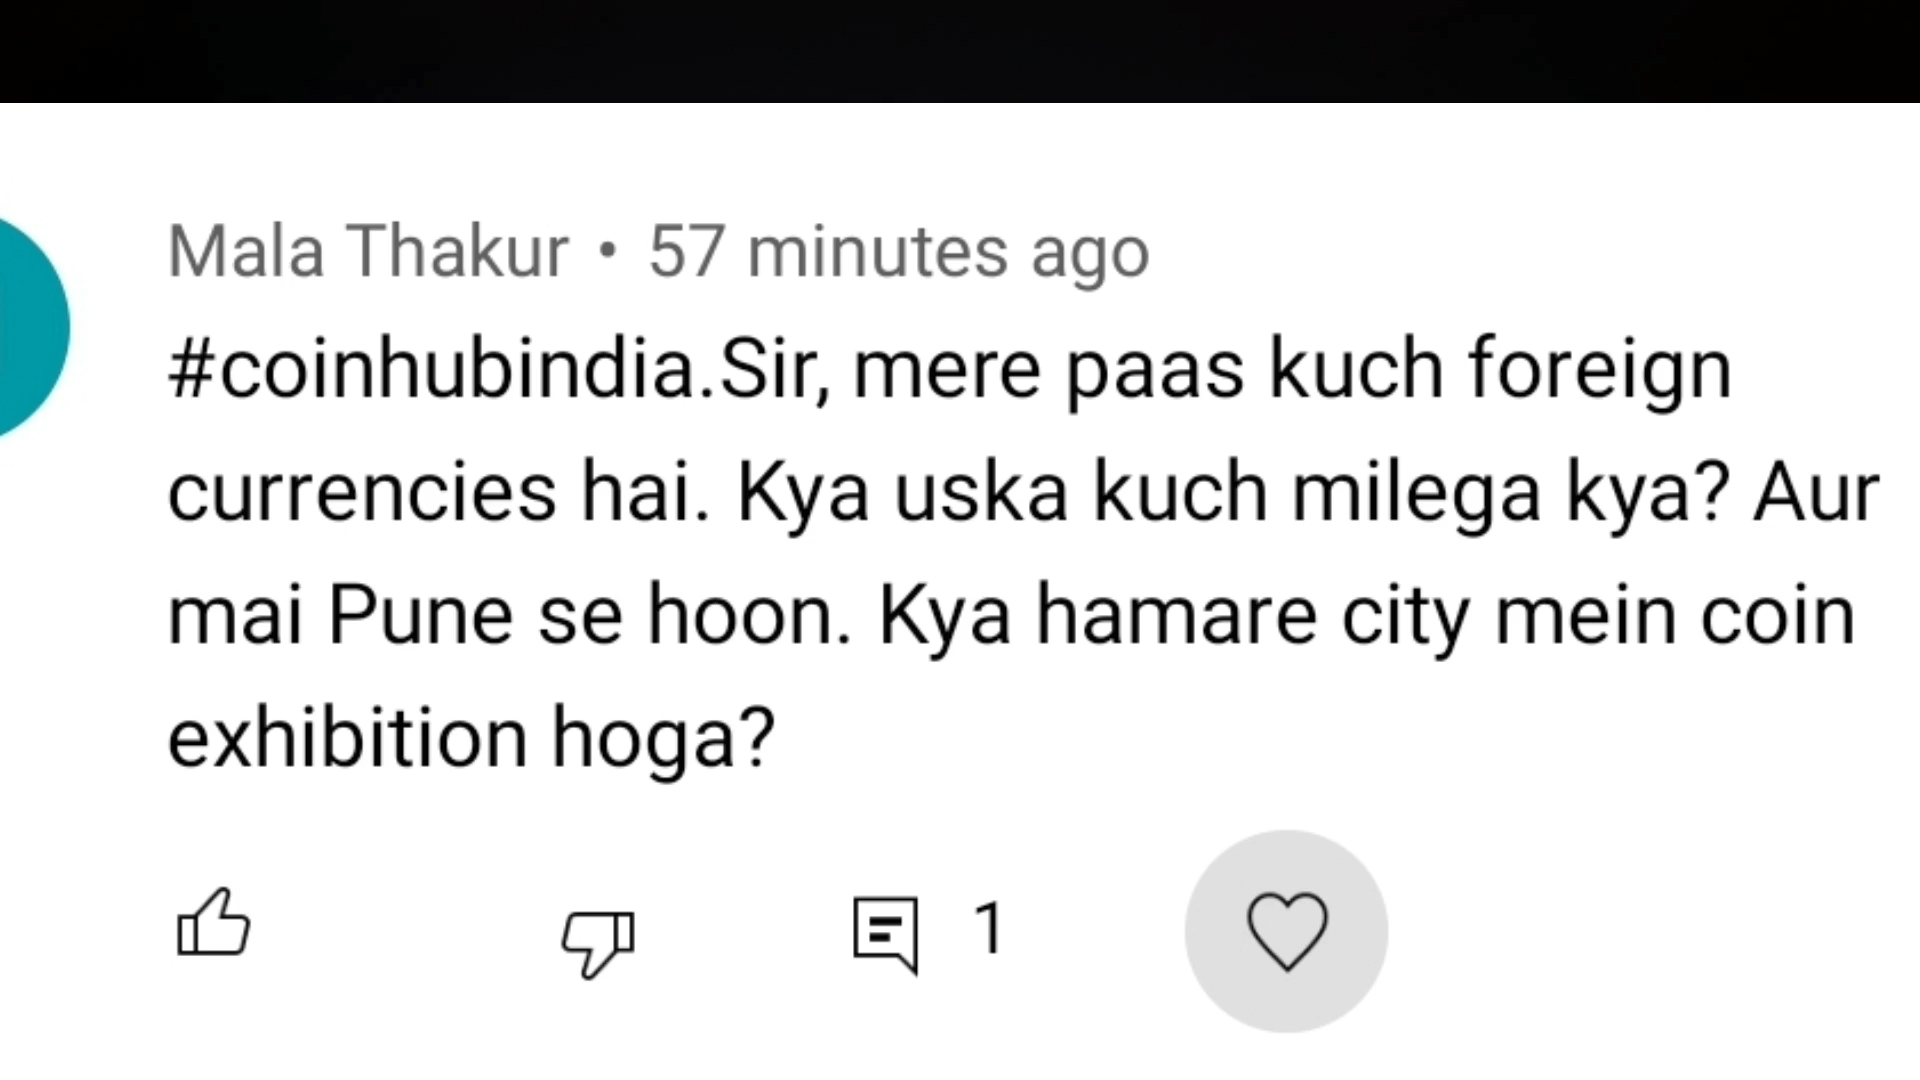 Mala Thakur • 57 minutes ago
#coinhubindia.Sir, mere paas kuch foreign
currencies hai. Kya uska kuch milega kya? Aur
mai Pune se hoon. Kya hamare city mein coin
exhibition hoga?
1